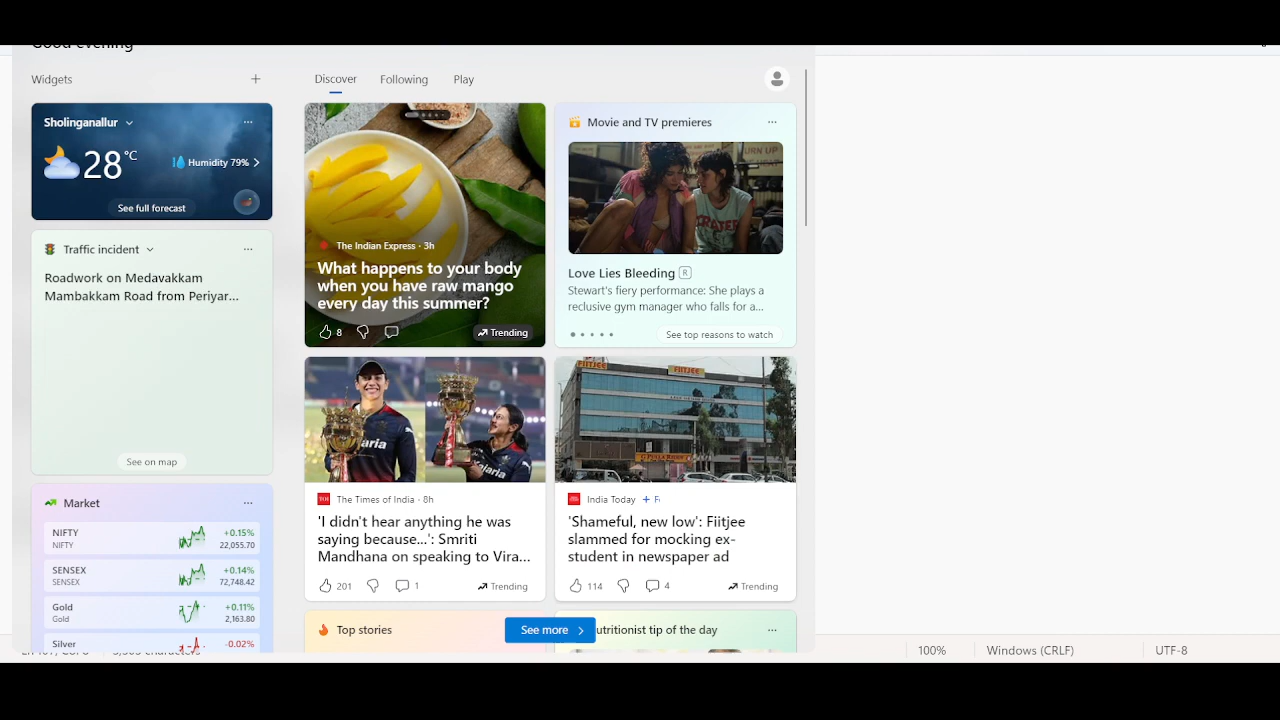 Good evening
Widgets
Discover
Following
Play
Sholinganallur
28 °C
Humidity 79%
See full forecast
Traffic incident
Roadwork on Medavakkam
Mambakkam Road from Periyar...
See on map
Market
NIFTY +0.15%
NIFTY 22,055.70
SENSEX +0.14%
SENSEX 72,748.42
Gold +0.11%
Gold 2,163.80
Silver -0.02%
The Indian Express · 3h
What happens to your body
when you have raw mango
every day this summer?
8
Trending
Movie and TV premieres
TURN UP
CRATER
Love Lies Bleeding R
Stewart's fiery performance: She plays a
reclusive gym manager who falls for a...
See top reasons to watch
The Times of India · 8h
'I didn't hear anything he was
saying because...': Smriti
Mandhana on speaking to Vira...
201
1
Trending
FIITJEE
FIITJEE
India Today
'Shameful, new low': Fiitjee
slammed for mocking ex-
student in newspaper ad
114
4
Trending
Top stories
See more
utritionist tip of the day
100%
Windows (CRLF)
UTF-8